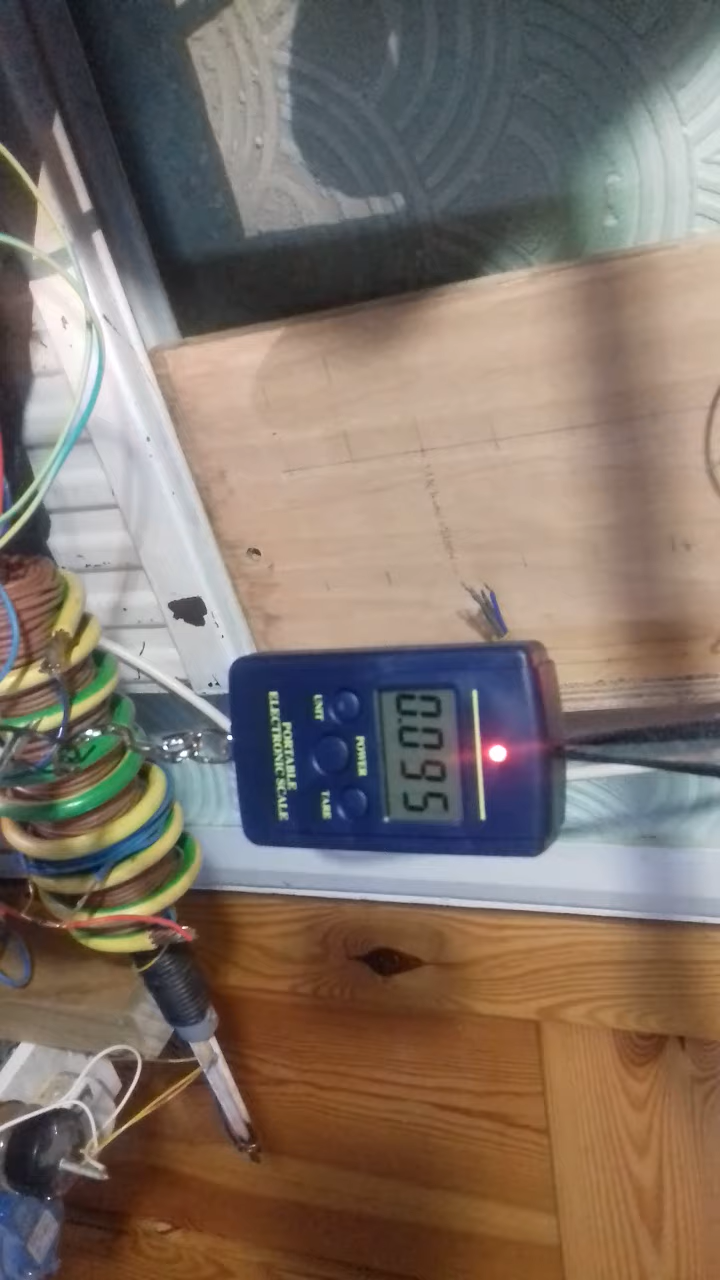 0.095
POWER
UNIT TARE
PORTABLE
ELECTRONIC SCALE